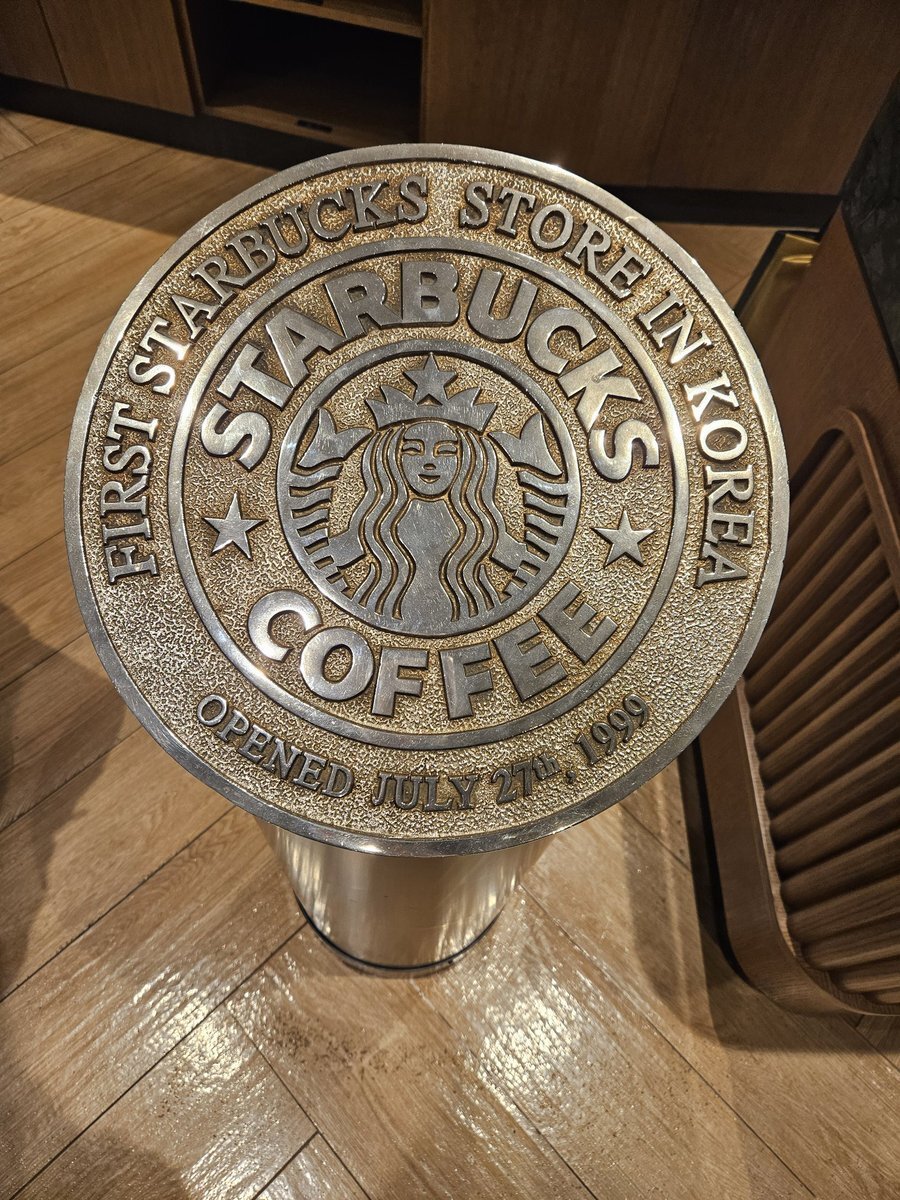 FIRST STARBUCKS STORE IN KOREA
STARBUCKS
COFFEE
OPENED JULY 27th, 1999